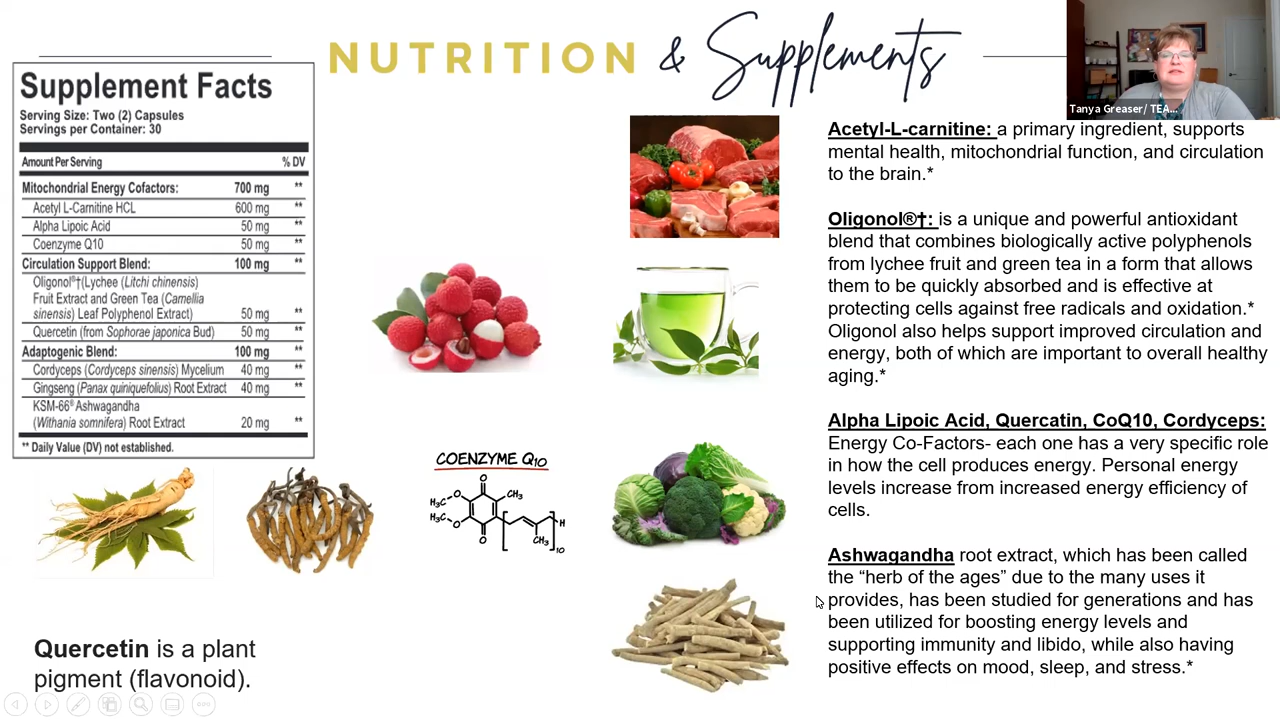 NUTRITION & Supplements
Supplement Facts
Serving Size: Two (2) Capsules
Servings per Container: 30
Amount Per Serving % DV
Mitochondrial Energy Cofactors: 700 mg **
Acetyl L-Carnitine HCL 600 mg **
Alpha Lipoic Acid 50 mg **
Coenzyme Q10 50 mg **
Circulation Support Blend: 100 mg **
Oligonol®†(Lychee (Litchi chinensis)
Fruit Extract and Green Tea (Camellia
sinensis) Leaf Polyphenol Extract) 50 mg **
Quercetin (from Sophorae japonica Bud) 50 mg **
Adaptogenic Blend: 100 mg **
Cordyceps (Cordyceps sinensis) Mycelium 40 mg **
Gingseng (Panax quiniquefolius) Root Extract 40 mg **
KSM-66® Ashwagandha
(Withania somnifera) Root Extract 20 mg **
** Daily Value (DV) not established.
COENZYME Q10
O
H₃C O CH₃
H₃C O H
O CH₃ 10
Quercetin is a plant
pigment (flavonoid).
Tanya Greaser/ TEA...
Acetyl-L-carnitine: a primary ingredient, supports
mental health, mitochondrial function, and circulation
to the brain.*
Oligonol®†: is a unique and powerful antioxidant
blend that combines biologically active polyphenols
from lychee fruit and green tea in a form that allows
them to be quickly absorbed and is effective at
protecting cells against free radicals and oxidation.*
Oligonol also helps support improved circulation and
energy, both of which are important to overall healthy
aging.*
Alpha Lipoic Acid, Quercatin, CoQ10, Cordyceps:
Energy Co-Factors- each one has a very specific role
in how the cell produces energy. Personal energy
levels increase from increased energy efficiency of
cells.
Ashwagandha root extract, which has been called
the “herb of the ages” due to the many uses it
provides, has been studied for generations and has
been utilized for boosting energy levels and
supporting immunity and libido, while also having
positive effects on mood, sleep, and stress.*